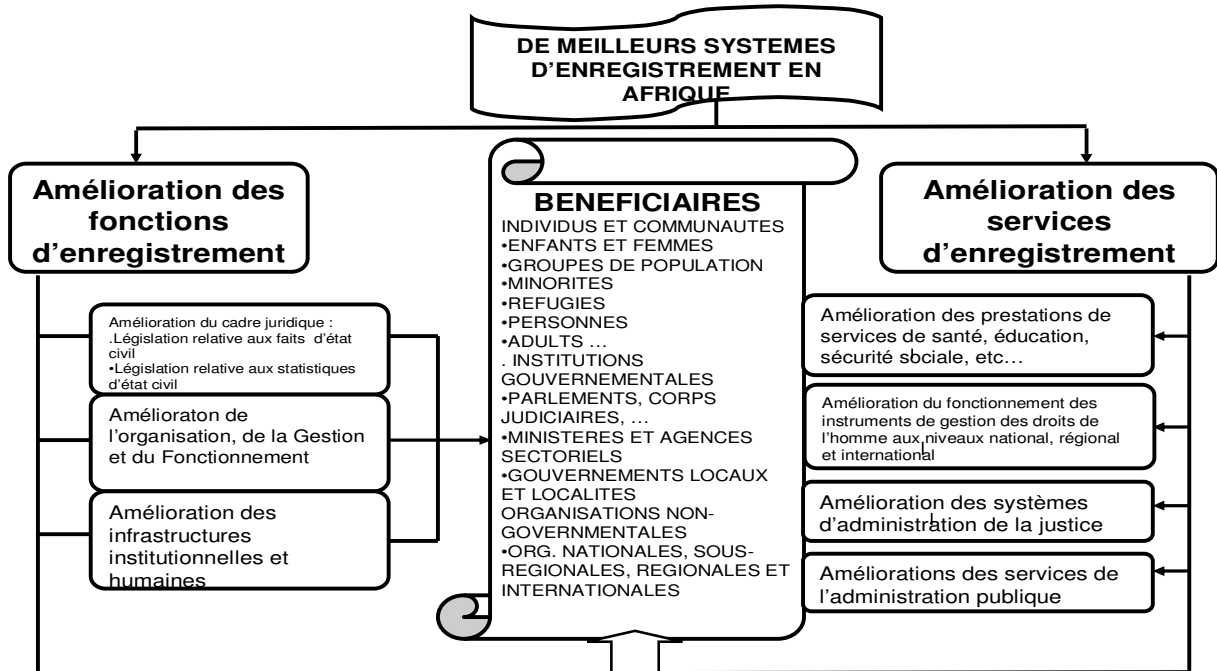 DE MEILLEURS SYSTEMES
D’ENREGISTREMENT EN
AFRIQUE
Amélioration des
fonctions
d’enregistrement
Amélioration du cadre juridique :
.Législation relative aux faits d’état
civil
•Législation relative aux statistiques
d’état civil
Amélioraton de
l’organisation, de la Gestion
et du Fonctionnement
Amélioration des
infrastructures
institutionnelles et
humaines
BENEFICIAIRES
INDIVIDUS ET COMMUNAUTES
•ENFANTS ET FEMMES
•GROUPES DE POPULATION
•MINORITES
•REFUGIES
•PERSONNES
•ADULTS …
. INSTITUTIONS
GOUVERNEMENTALES
•PARLEMENTS, CORPS
JUDICIAIRES, …
•MINISTERES ET AGENCES
SECTORIELS
•GOUVERNEMENTS LOCAUX
ET LOCALITES
ORGANISATIONS NON-
GOVERNMENTALES
•ORG. NATIONALES, SOUS-
REGIONALES, REGIONALES ET
INTERNATIONALES
Amélioration des
services
d’enregistrement
Amélioration des prestations de
services de santé, éducation,
sécurité sociale, etc…
Amélioration du fonctionnement des
instruments de gestion des droits de
l’homme aux niveaux national, régional
et international
Amélioration des systèmes
d’administration de la justice
Améliorations des services de
l’administration publique